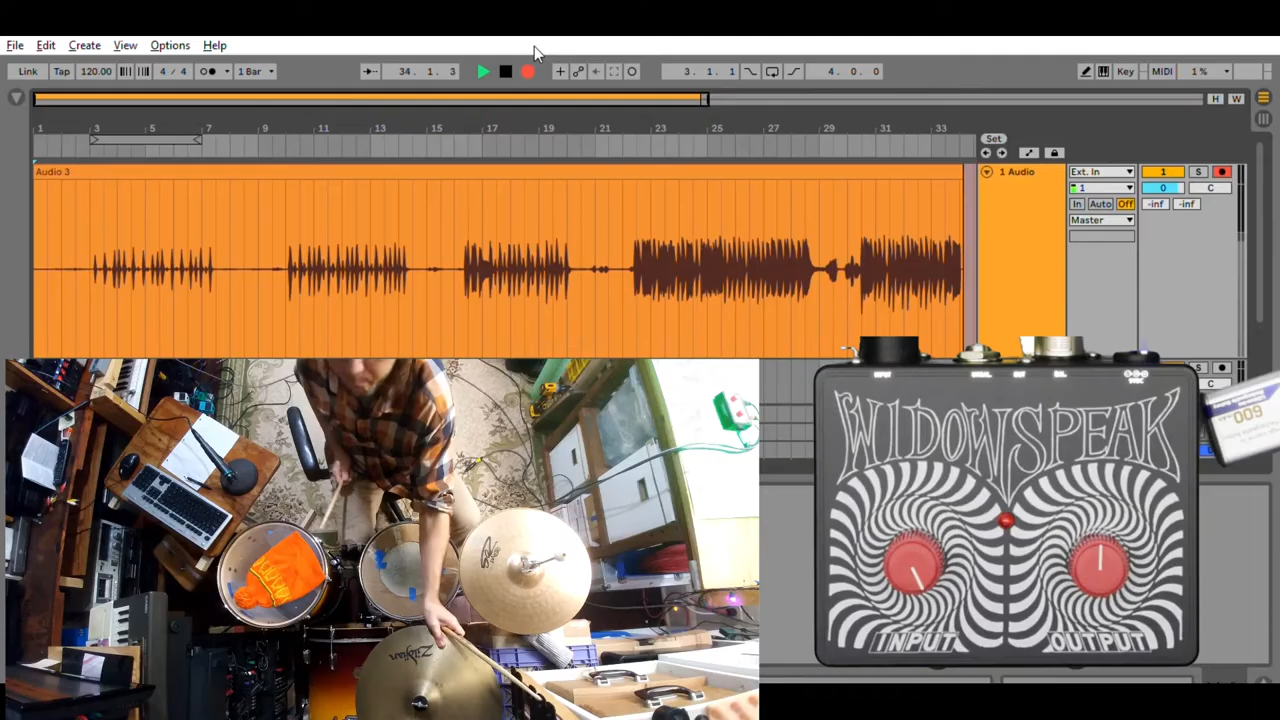 File Edit Create View Options Help
Link Tap 120.00 4 / 4 1 Bar 34. 1. 3 3. 1. 1 4. 0. 0 Key MIDI 1 %
H W
1 3 5 7 9 11 13 15 17 19 21 23 25 27 29 31 33
Set
Audio 3
1 Audio
Ext. In 1 S
1 0 C
In Auto Off -inf -inf
Master
S
C
WIDOWSPEAK
INPUT OUTPUT
Zildjian
600